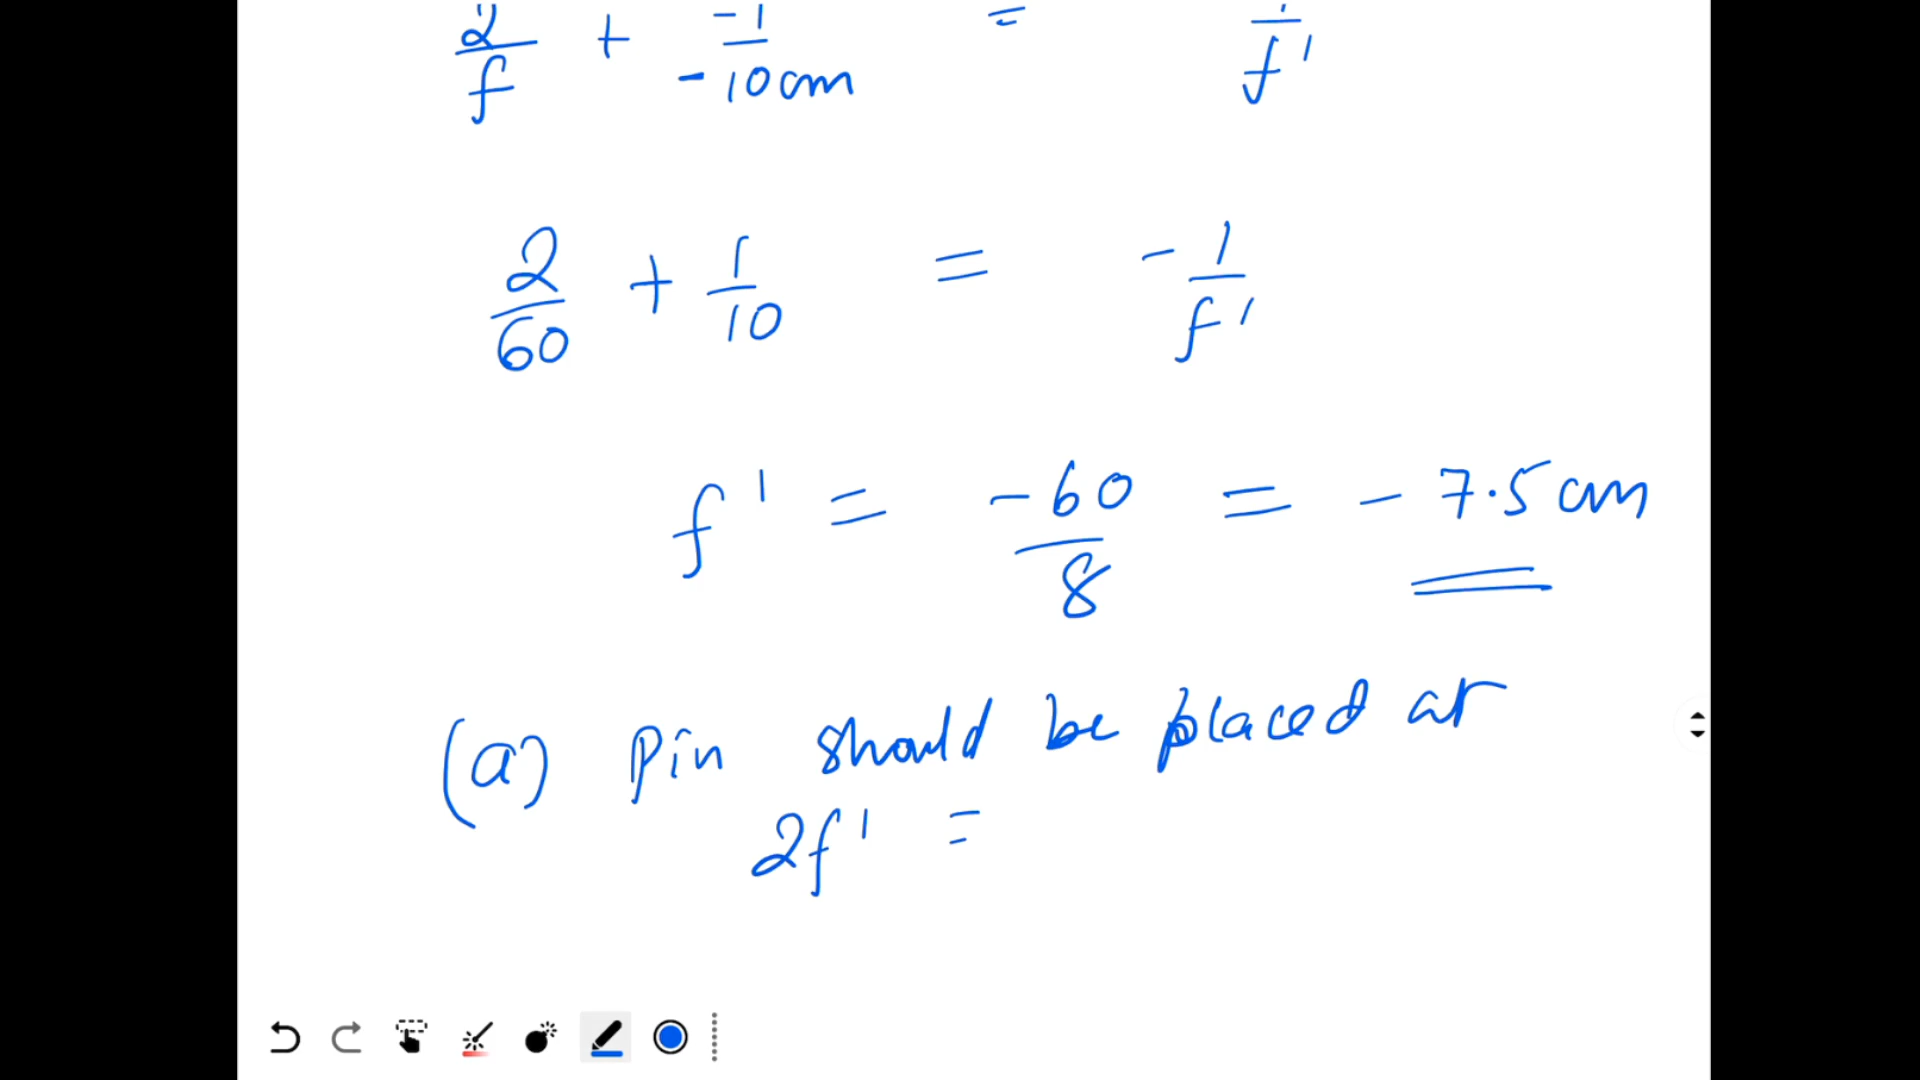 2/f + -1/-10cm = 1/f'
2/60 + 1/10 = -1/f'
f' = -60/8 = - 7.5 cm
(a) Pin should be placed at
2f' =